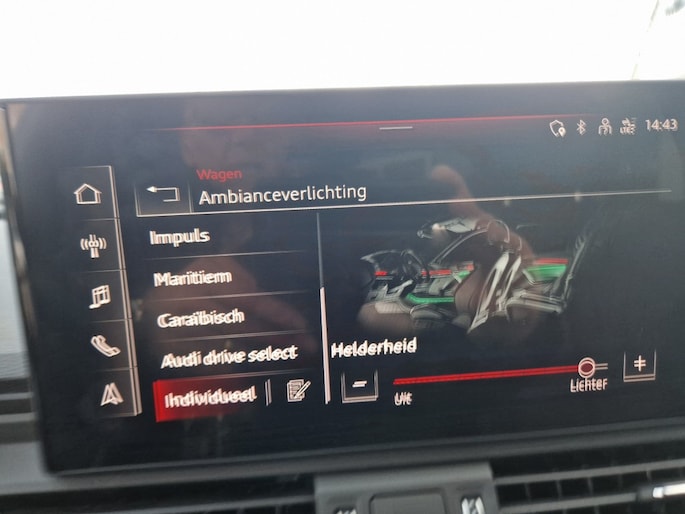 14:43
Wagen
Ambianceverlichting
Impuls
Maritiem
Caraïbisch
Audi drive select
Individueel
Helderheid
Uit
Lichter